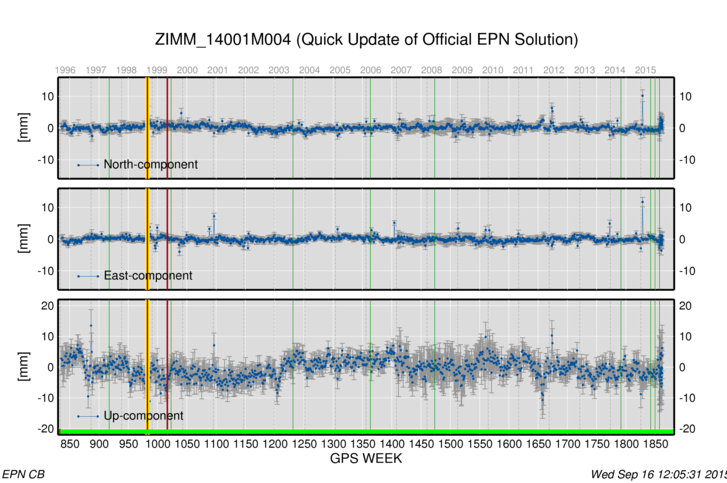 ZIMM_14001M004 (Quick Update of Official EPN Solution)
1996 1997 1998 1999 2000 2001 2002 2003 2004 2005 2006 2007 2008 2009 2010 2011 2012 2013 2014 2015
10 10
[mm] 0 0
-10 -10
North-component
10 10
[mm] 0 0
-10 -10
East-component
20 20
10 10
[mm] 0 0
-10 -10
Up-component
-20 -20
850 900 950 1000 1050 1100 1150 1200 1250 1300 1350 1400 1450 1500 1550 1600 1650 1700 1750 1800 1850
GPS WEEK
EPN CB Wed Sep 16 12:05:31 2015